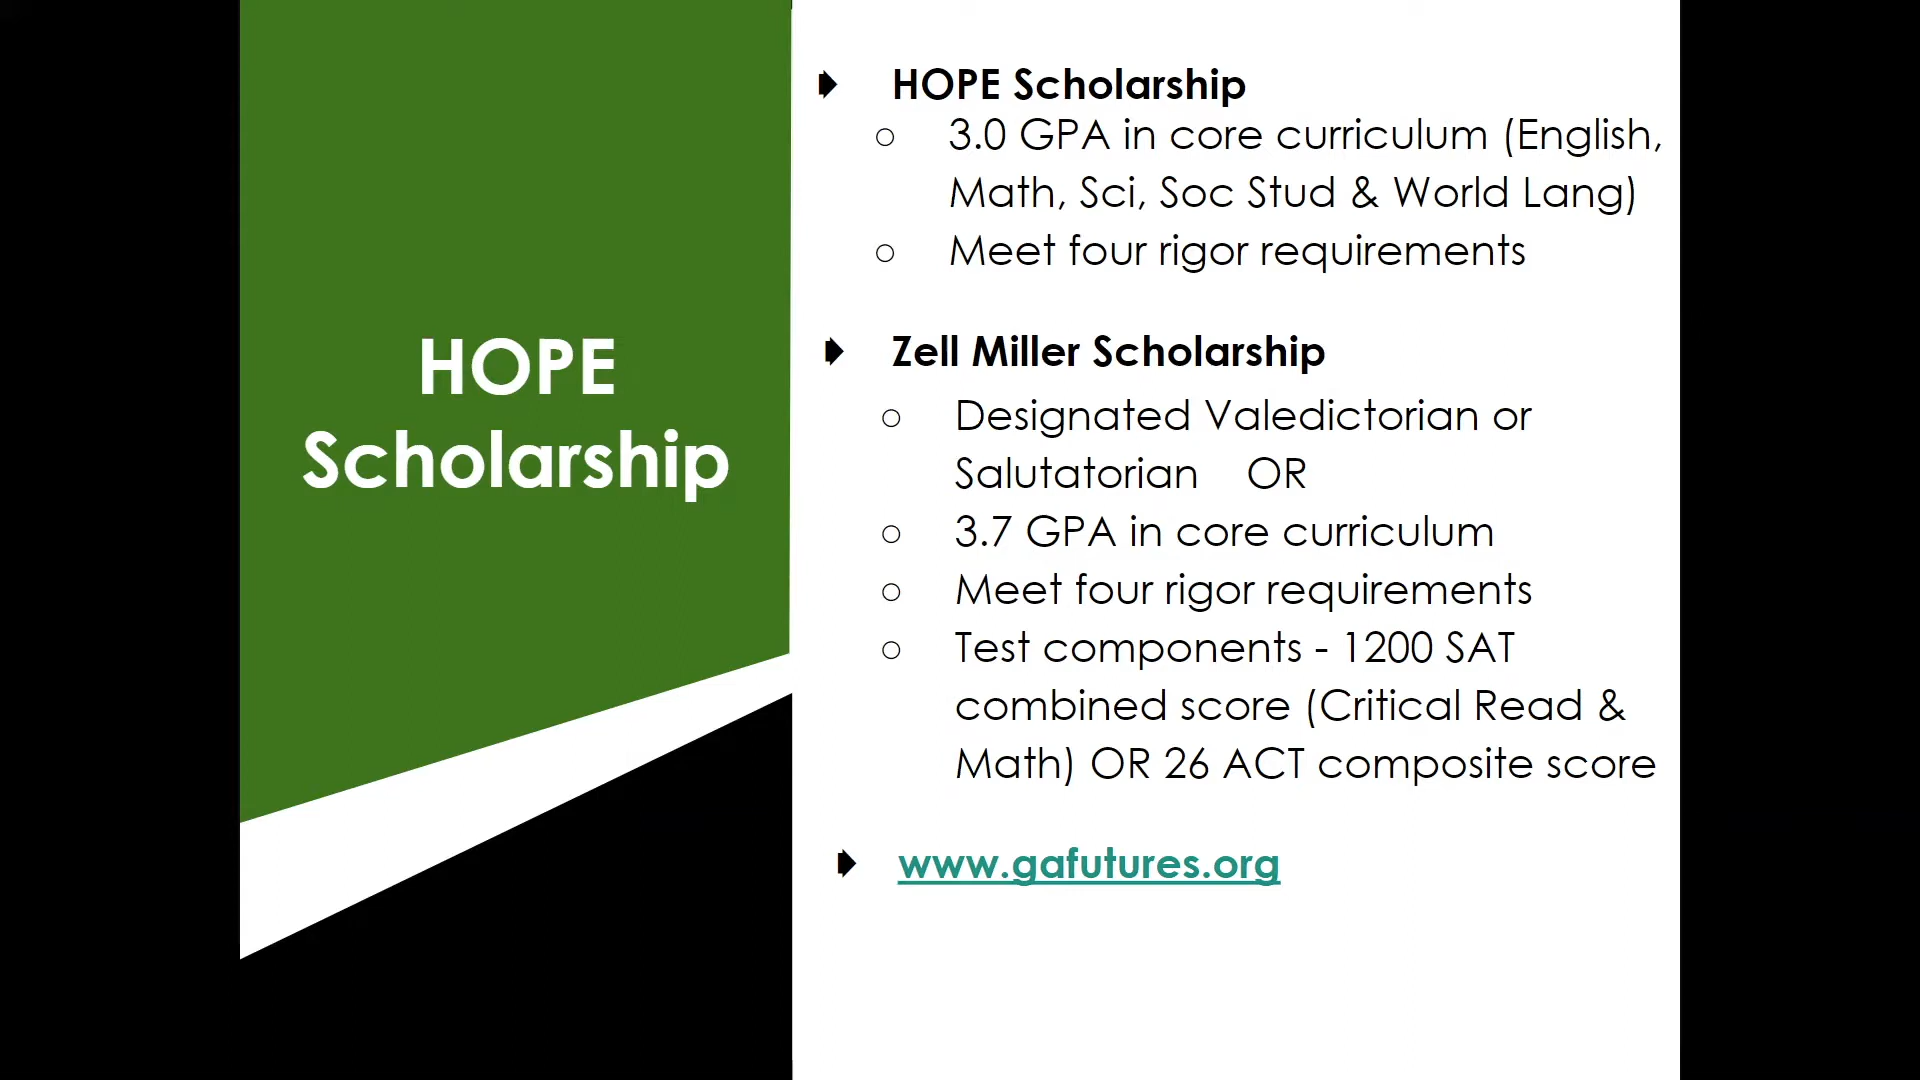 HOPE
Scholarship
HOPE Scholarship
3.0 GPA in core curriculum (English,
Math, Sci, Soc Stud & World Lang)
Meet four rigor requirements
Zell Miller Scholarship
Designated Valedictorian or
Salutatorian OR
3.7 GPA in core curriculum
Meet four rigor requirements
Test components - 1200 SAT
combined score (Critical Read &
Math) OR 26 ACT composite score
www.gafutures.org